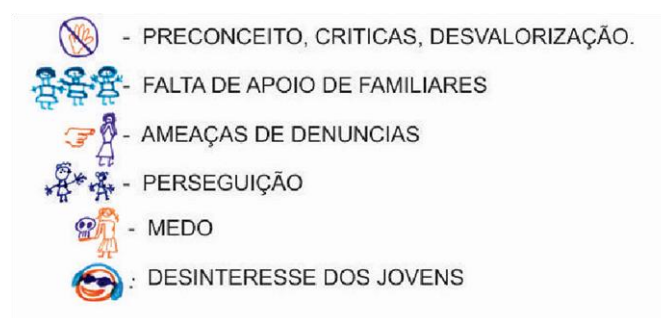 - PRECONCEITO, CRITICAS, DESVALORIZAÇÃO.
- FALTA DE APOIO DE FAMILIARES
- AMEAÇAS DE DENUNCIAS
- PERSEGUIÇÃO
- MEDO
: DESINTERESSE DOS JOVENS